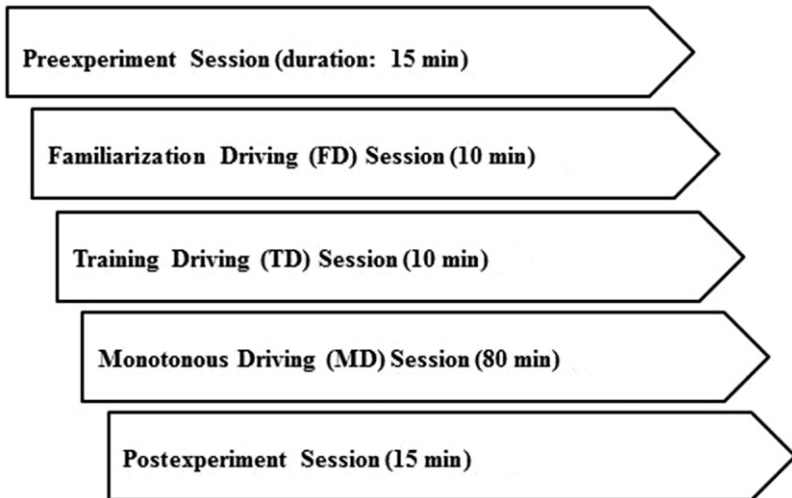 Preexperiment Session (duration: 15 min)
Familiarization Driving (FD) Session (10 min)
Training Driving (TD) Session (10 min)
Monotonous Driving (MD) Session (80 min)
Postexperiment Session (15 min)